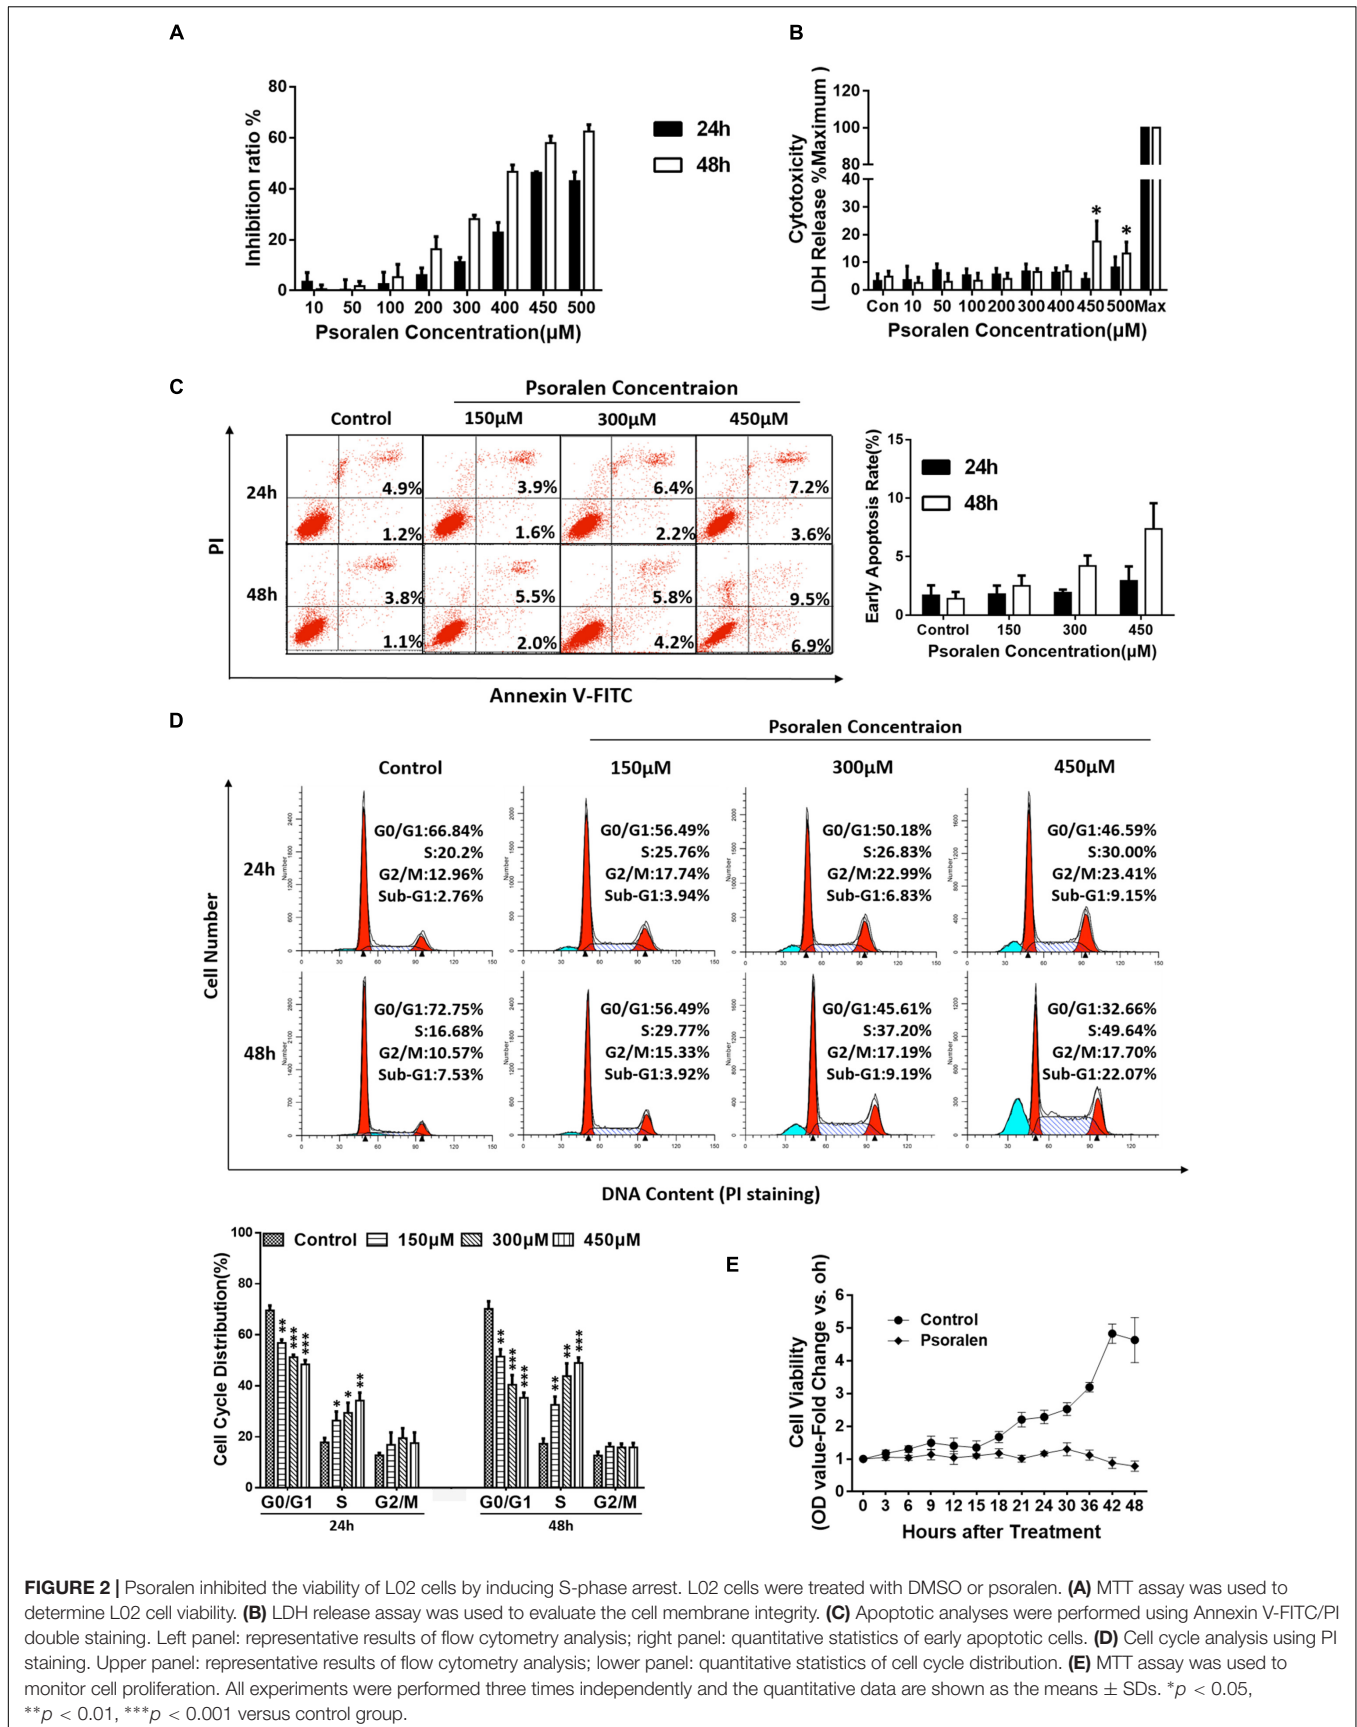 A
Inhibition ratio %
80
60
40
20
0
10 50 100 200 300 400 450 500
Psoralen Concentration(µM)
24h
48h
B
Cytotoxicity
(LDH Release %Maximum )
120
100
80
40
30
20
10
0
*
*
Con 10 50 100 200 300 400 450 500 Max
Psoralen Concentration(µM)
C
Psoralen Concentraion
Control 150µM 300µM 450µM
PI
24h
4.9% 3.9% 6.4% 7.2%
1.2% 1.6% 2.2% 3.6%
48h
3.8% 5.5% 5.8% 9.5%
1.1% 2.0% 4.2% 6.9%
Annexin V-FITC
Early Apoptosis Rate(%)
15
10
5
0
24h
48h
Control 150 300 450
Psoralen Concentration(µM)
D
Psoralen Concentraion
Control 150µM 300µM 450µM
Cell Number
24h
G0/G1:66.84%
S:20.2%
G2/M:12.96%
Sub-G1:2.76%
G0/G1:56.49%
S:25.76%
G2/M:17.74%
Sub-G1:3.94%
G0/G1:50.18%
S:26.83%
G2/M:22.99%
Sub-G1:6.83%
G0/G1:46.59%
S:30.00%
G2/M:23.41%
Sub-G1:9.15%
48h
G0/G1:72.75%
S:16.68%
G2/M:10.57%
Sub-G1:7.53%
G0/G1:56.49%
S:29.77%
G2/M:15.33%
Sub-G1:3.92%
G0/G1:45.61%
S:37.20%
G2/M:17.19%
Sub-G1:9.19%
G0/G1:32.66%
S:49.64%
G2/M:17.70%
Sub-G1:22.07%
DNA Content (PI staining)
Cell Cycle Distribution(%)
100
80
60
40
20
0
Control 150µM 300µM 450µM
** *** *** * * ** ** *** *** ** ** ***
G0/G1 S G2/M G0/G1 S G2/M
24h 48h
E
Cell Viability
(OD value-Fold Change vs. oh)
6
5
4
3
2
1
0
Control
Psoralen
0 3 6 9 12 15 18 21 24 30 36 42 48
Hours after Treatment
FIGURE 2 | Psoralen inhibited the viability of L02 cells by inducing S-phase arrest. L02 cells were treated with DMSO or psoralen. (A) MTT assay was used to
determine L02 cell viability. (B) LDH release assay was used to evaluate the cell membrane integrity. (C) Apoptotic analyses were performed using Annexin V-FITC/PI
double staining. Left panel: representative results of flow cytometry analysis; right panel: quantitative statistics of early apoptotic cells. (D) Cell cycle analysis using PI
staining. Upper panel: representative results of flow cytometry analysis; lower panel: quantitative statistics of cell cycle distribution. (E) MTT assay was used to
monitor cell proliferation. All experiments were performed three times independently and the quantitative data are shown as the means ± SDs. *p < 0.05,
**p < 0.01, ***p < 0.001 versus control group.